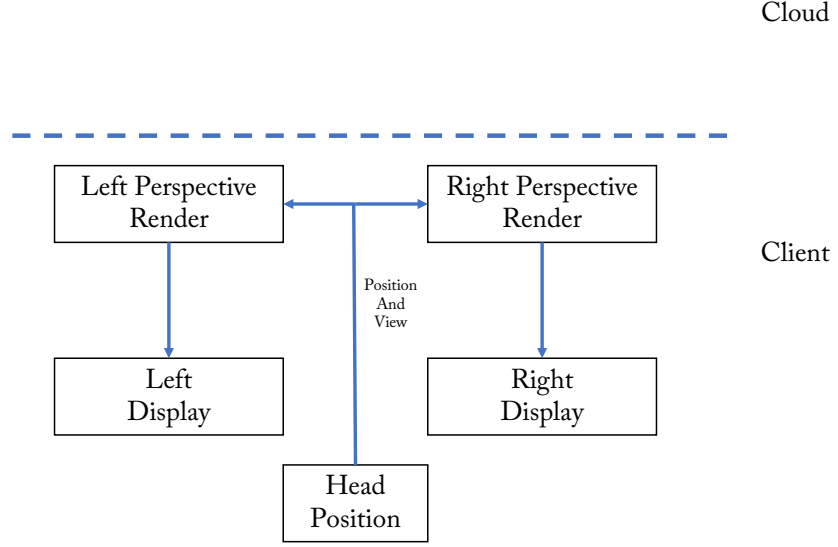 Cloud
Left Perspective
Render
Right Perspective
Render
Client
Position
And
View
Left
Display
Right
Display
Head
Position